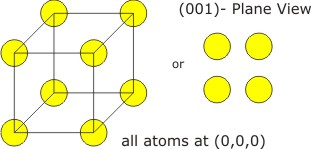 (001)- Plane View
or
all atoms at (0,0,0)